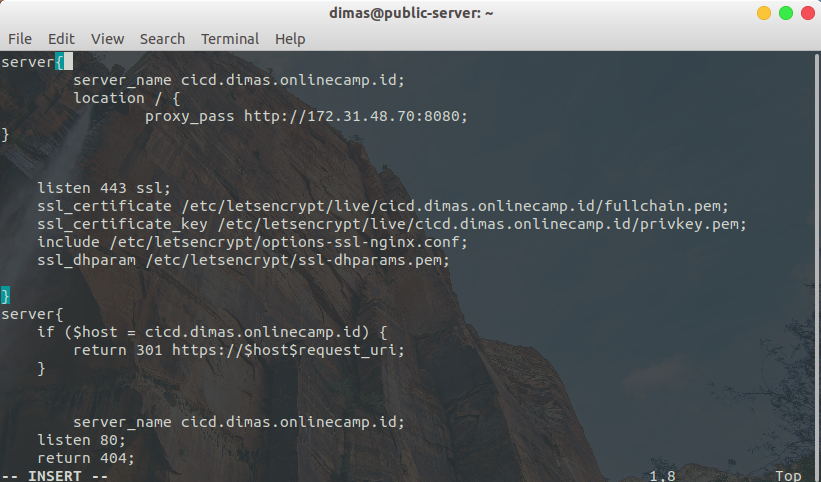 dimas@public-server: ~
File Edit View Search Terminal Help
server{
        server_name cicd.dimas.onlinecamp.id;
        location / {
                proxy_pass http://172.31.48.70:8080;
}
    listen 443 ssl;
    ssl_certificate /etc/letsencrypt/live/cicd.dimas.onlinecamp.id/fullchain.pem;
    ssl_certificate_key /etc/letsencrypt/live/cicd.dimas.onlinecamp.id/privkey.pem;
    include /etc/letsencrypt/options-ssl-nginx.conf;
    ssl_dhparam /etc/letsencrypt/ssl-dhparams.pem;
}
server{
    if ($host = cicd.dimas.onlinecamp.id) {
        return 301 https://$host$request_uri;
    }
        server_name cicd.dimas.onlinecamp.id;
    listen 80;
    return 404;
-- INSERT -- 1,8 Top